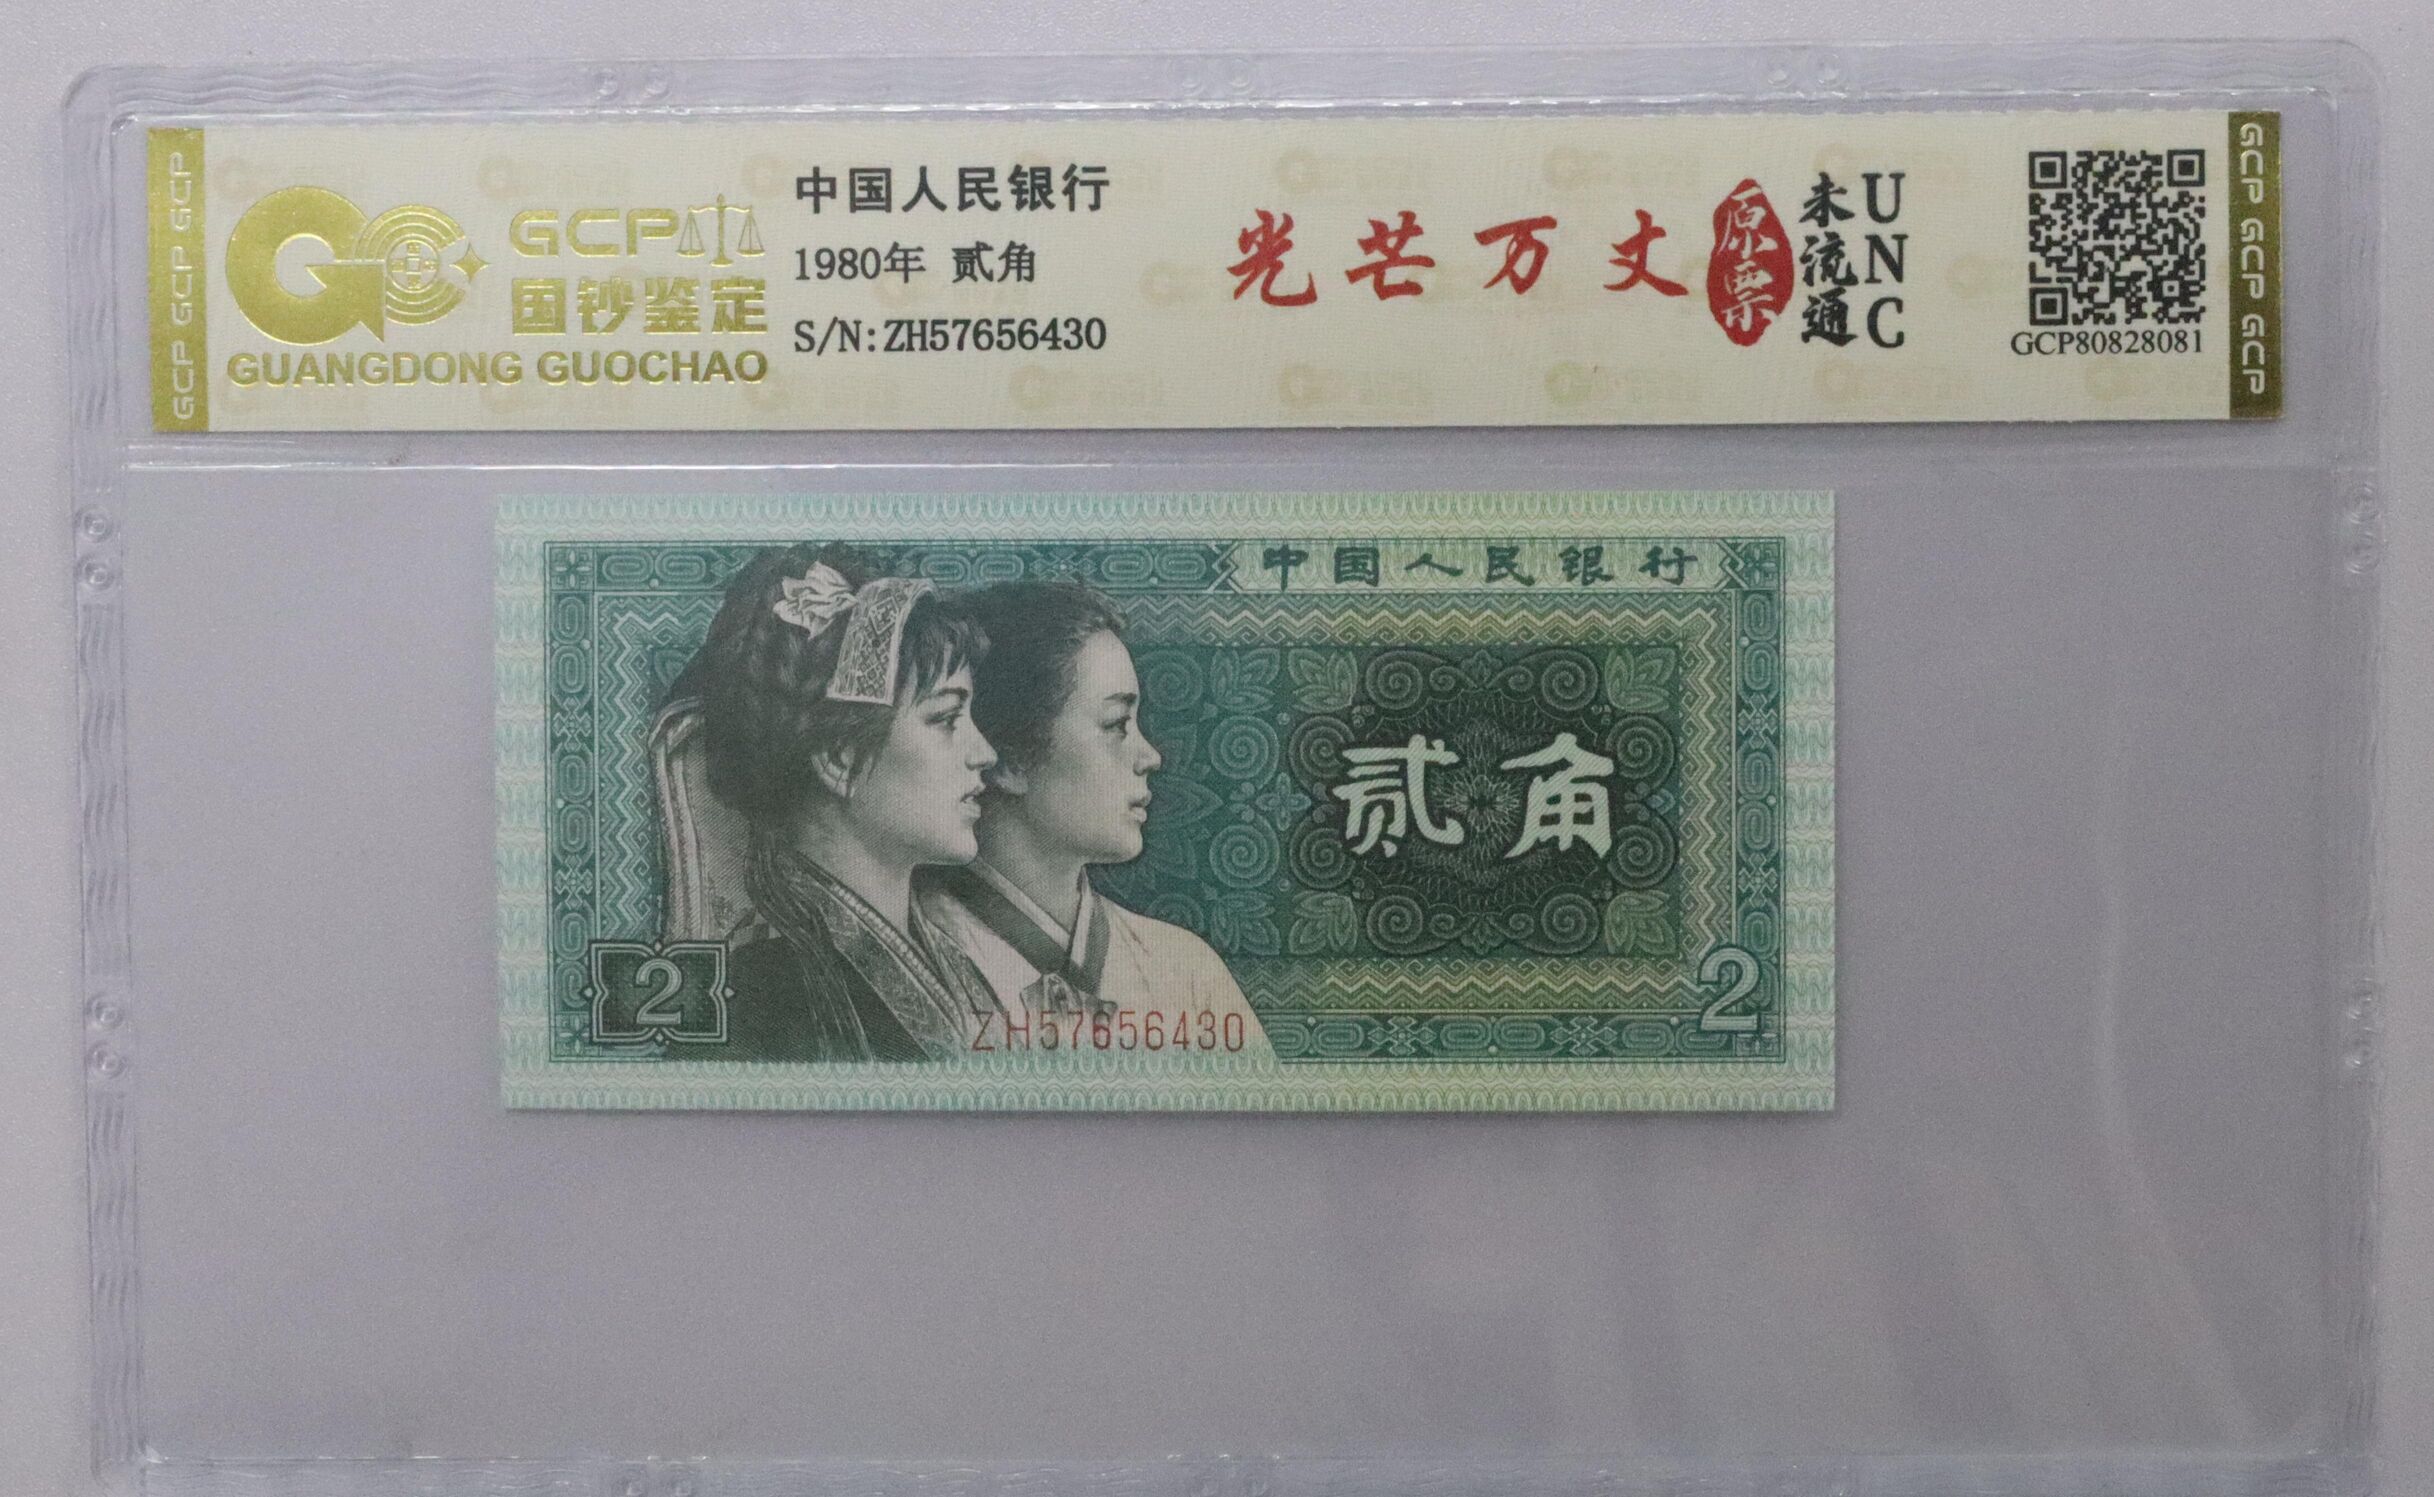 GCP GCP GCP
GCP
国钞鉴定
GUANGDONG GUOCHAO
中国人民银行
1980年 贰角
S/N:ZH57656430
光芒万丈
原票
未流通
UNC
GCP80828081
GCP GCP GCP
中国人民银行
贰角
2
2
ZH57656430